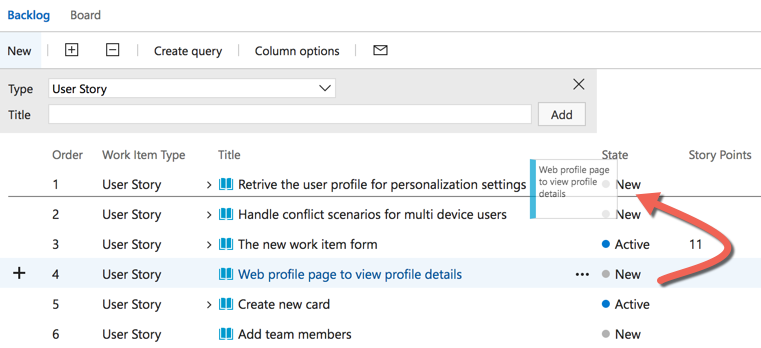 Backlog Board
New Create query Column options
Type User Story
Title Add
Order Work Item Type Title State Story Points
1 User Story Retrive the user profile for personalization settings New
Web profile page
to view profile
details
2 User Story Handle conflict scenarios for multi device users New
3 User Story The new work item form Active 11
4 User Story Web profile page to view profile details New
5 User Story Create new card Active
6 User Story Add team members New